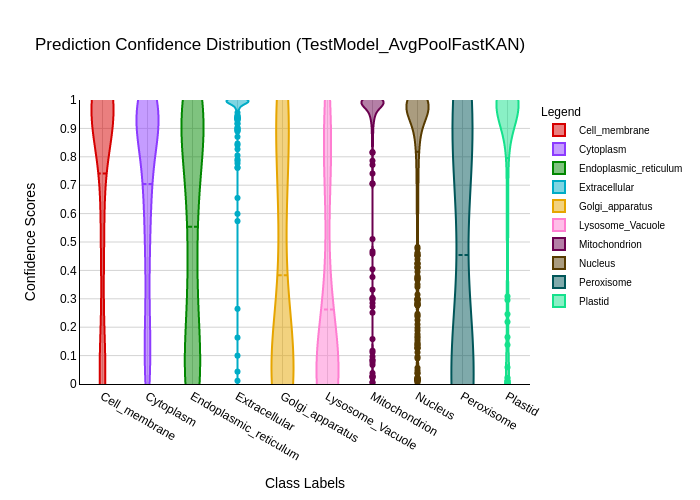 Prediction Confidence Distribution (TestModel_AvgPoolFastKAN)
Confidence Scores
1
0.9
0.8
0.7
0.6
0.5
0.4
0.3
0.2
0.1
0
Cell_membrane
Cytoplasm
Endoplasmic_reticulum
Extracellular
Golgi_apparatus
Lysosome_Vacuole
Mitochondrion
Nucleus
Peroxisome
Plastid
Class Labels
Legend
Cell_membrane
Cytoplasm
Endoplasmic_reticulum
Extracellular
Golgi_apparatus
Lysosome_Vacuole
Mitochondrion
Nucleus
Peroxisome
Plastid